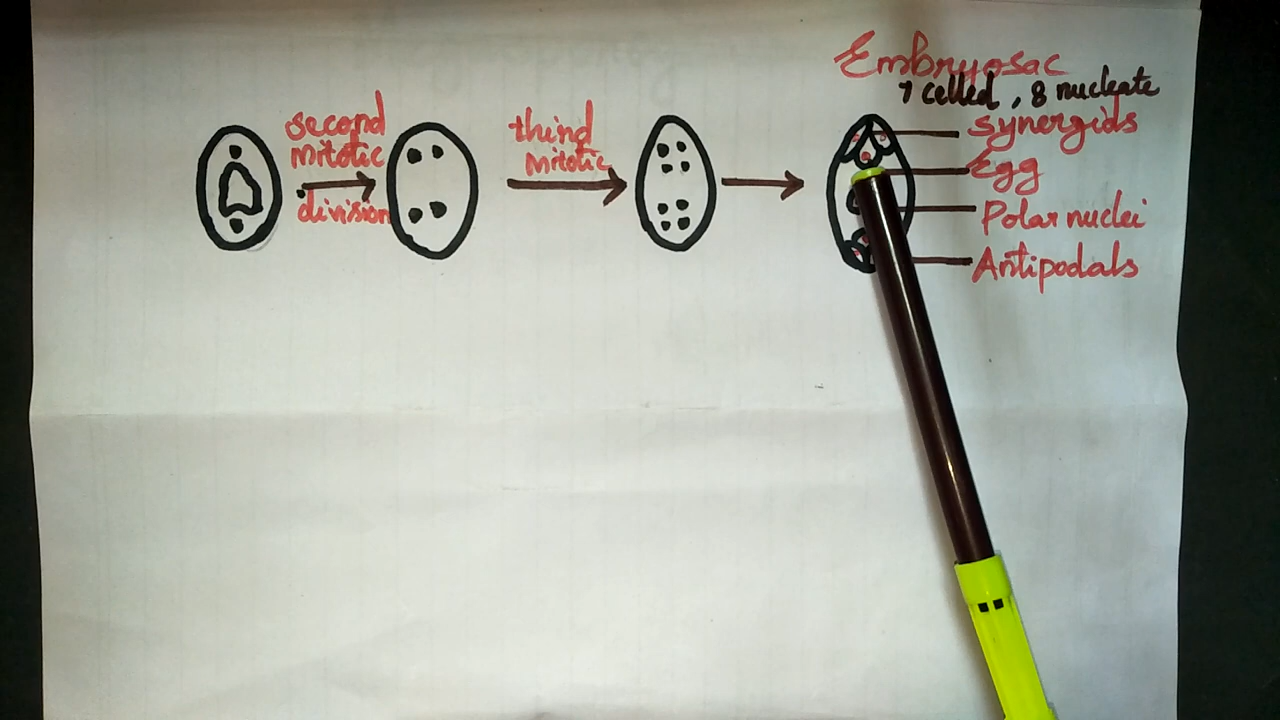 second
mitotic
division
third
mitotic
Embryosac
7 celled, 8 nucleate
synergids
Egg
Polar nuclei
Antipodals